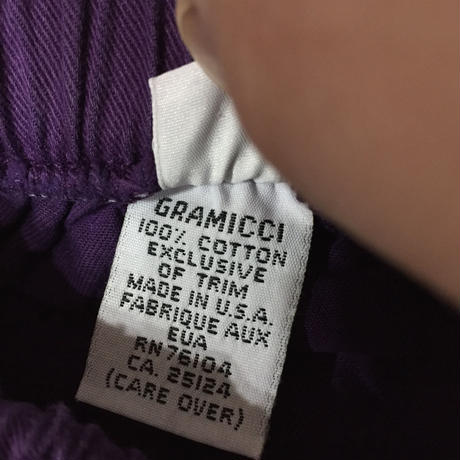 GRAMICCI
100% COTTON
EXCLUSIVE
OF TRIM
MADE IN U.S.A.
FABRIQUE AUX
EUA
RN 76104
CA. 25124
(CARE OVER)